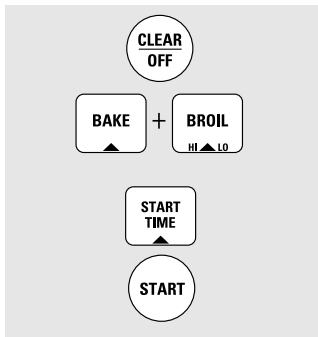 CLEAR
OFF
BAKE + BROIL
HI LO
START
TIME
START